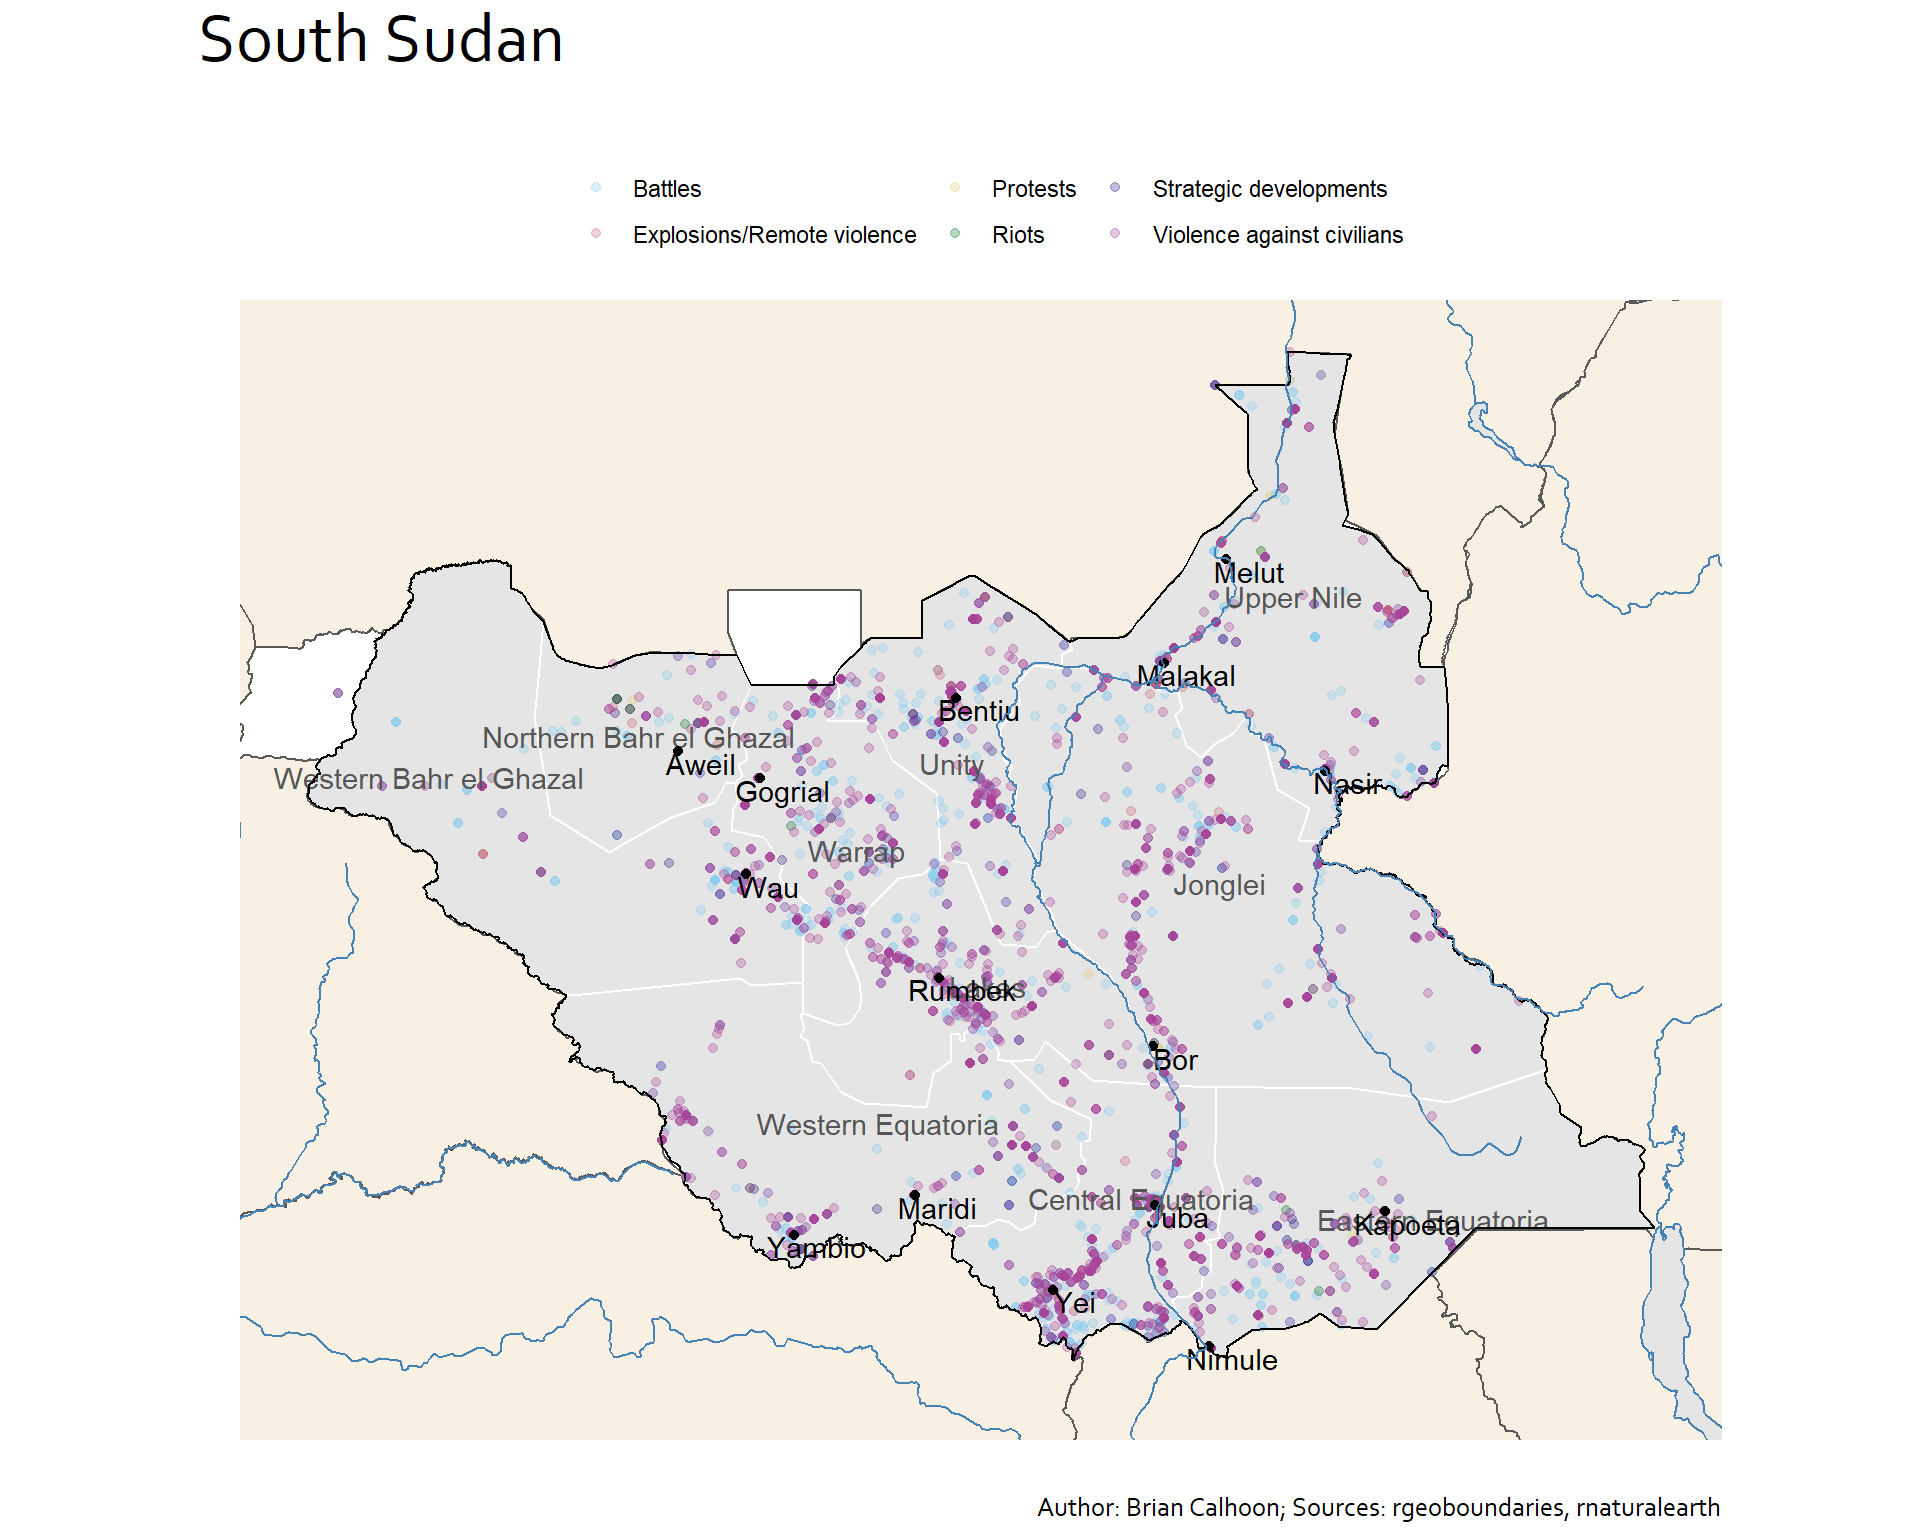 South Sudan
Battles
Protests
Strategic developments
Explosions/Remote violence
Riots
Violence against civilians
Melut
Upper Nile
Malakal
Bentiu
Northern Bahr el Ghazal
Aweil
Unity
Western Bahr el Ghazal
Nasir
Gogrial
Warrap
Jonglei
Wau
Rumbek
Lakes
Bor
Western Equatoria
Central Equatoria
Maridi
Juba
Eastern Equatoria
Kapoeta
Yambio
Yei
Nimule
Author: Brian Calhoon; Sources: rgeoboundaries, rnaturalearth